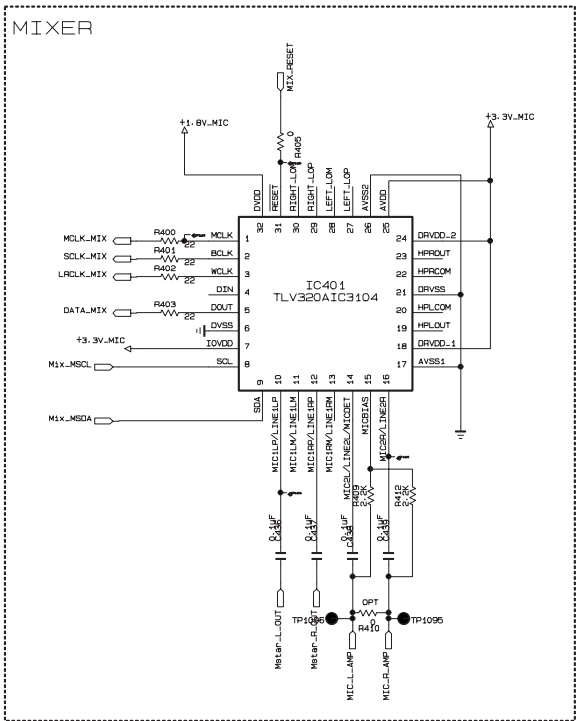 MIXER
MIX_RESET
+1.8V_MIC
+3.3V_MIC
0
R405
DVDD
RESET
RIGHT_LOM
RIGHT_LOP
LEFT_LOM
LEFT_LOP
AVSS2
AVDD
32
31
30
29
28
27
26
25
MCLK_MIX
R400
22
MCLK
1
SCLK_MIX
R401
22
BCLK
2
LRCLK_MIX
R402
22
WCLK
3
DIN
4
DATA_MIX
R403
22
DOUT
5
DVSS
6
+3.3V_MIC
IOVDD
7
Mix_MSCL
SCL
8
IC401
TLV320AIC3104
24
DRVDD_2
23
HPROUT
22
HPRCOM
21
DRVSS
20
HPLCOM
19
HPLOUT
18
DRVDD_1
17
AVSS1
9
10
11
12
13
14
15
16
Mix_MSDA
SDA
MIC1LP/LINE1LP
MIC1LM/LINE1LM
MIC1RP/LINE1RP
MIC1RM/LINE1RM
MIC2L/LINE2L/MICDET
MICBIAS
MIC2R/LINE2R
R409
2.2K
R412
2.2K
0.1uF
C436
0.1uF
C437
0.1uF
C438
0.1uF
C439
Mstar_L_OUT
Mstar_R_OUT
OPT
0
R410
TP1096
TP1095
MIC_L_AMP
MIC_R_AMP